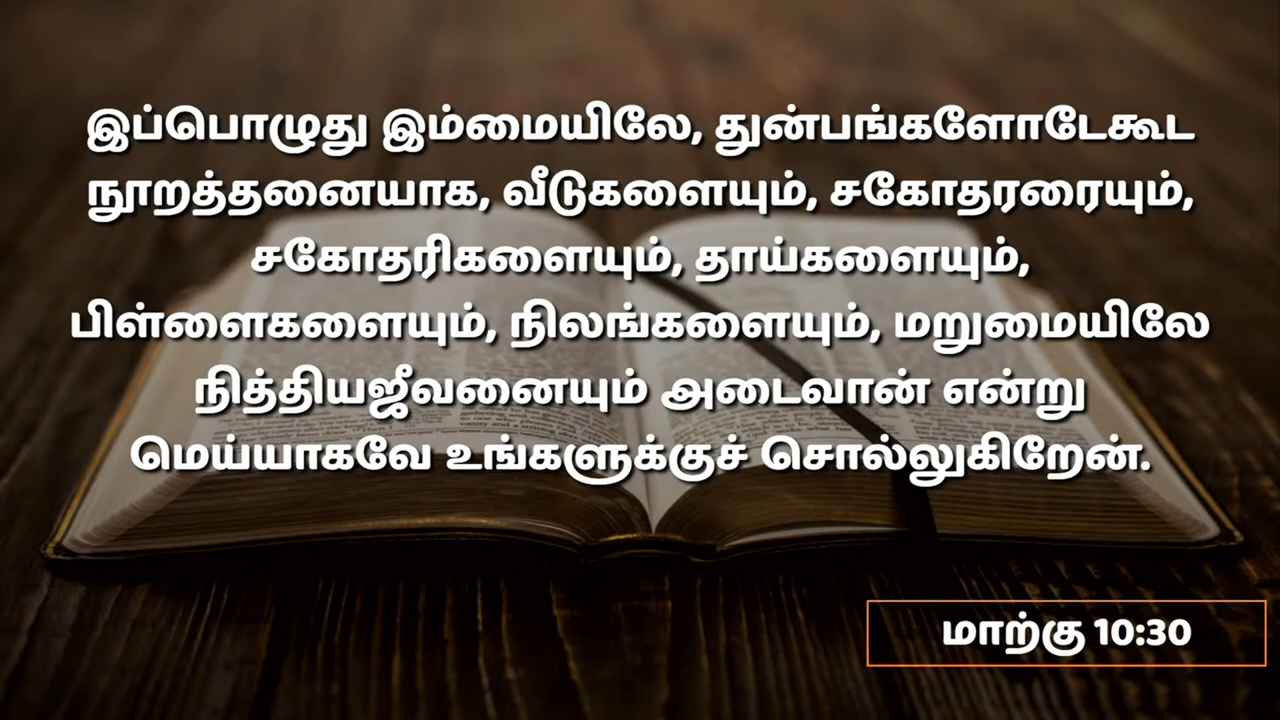 இப்பொழுது இம்மையிலே, துன்பங்களோடேகூட
நூறத்தனையாக, வீடுகளையும், சகோதரரையும்,
சகோதரிகளையும், தாய்களையும்,
பிள்ளைகளையும், நிலங்களையும், மறுமையிலே
நித்தியஜீவனையும் அடைவான் என்று
மெய்யாகவே உங்களுக்குச் சொல்லுகிறேன்.
மாற்கு 10:30